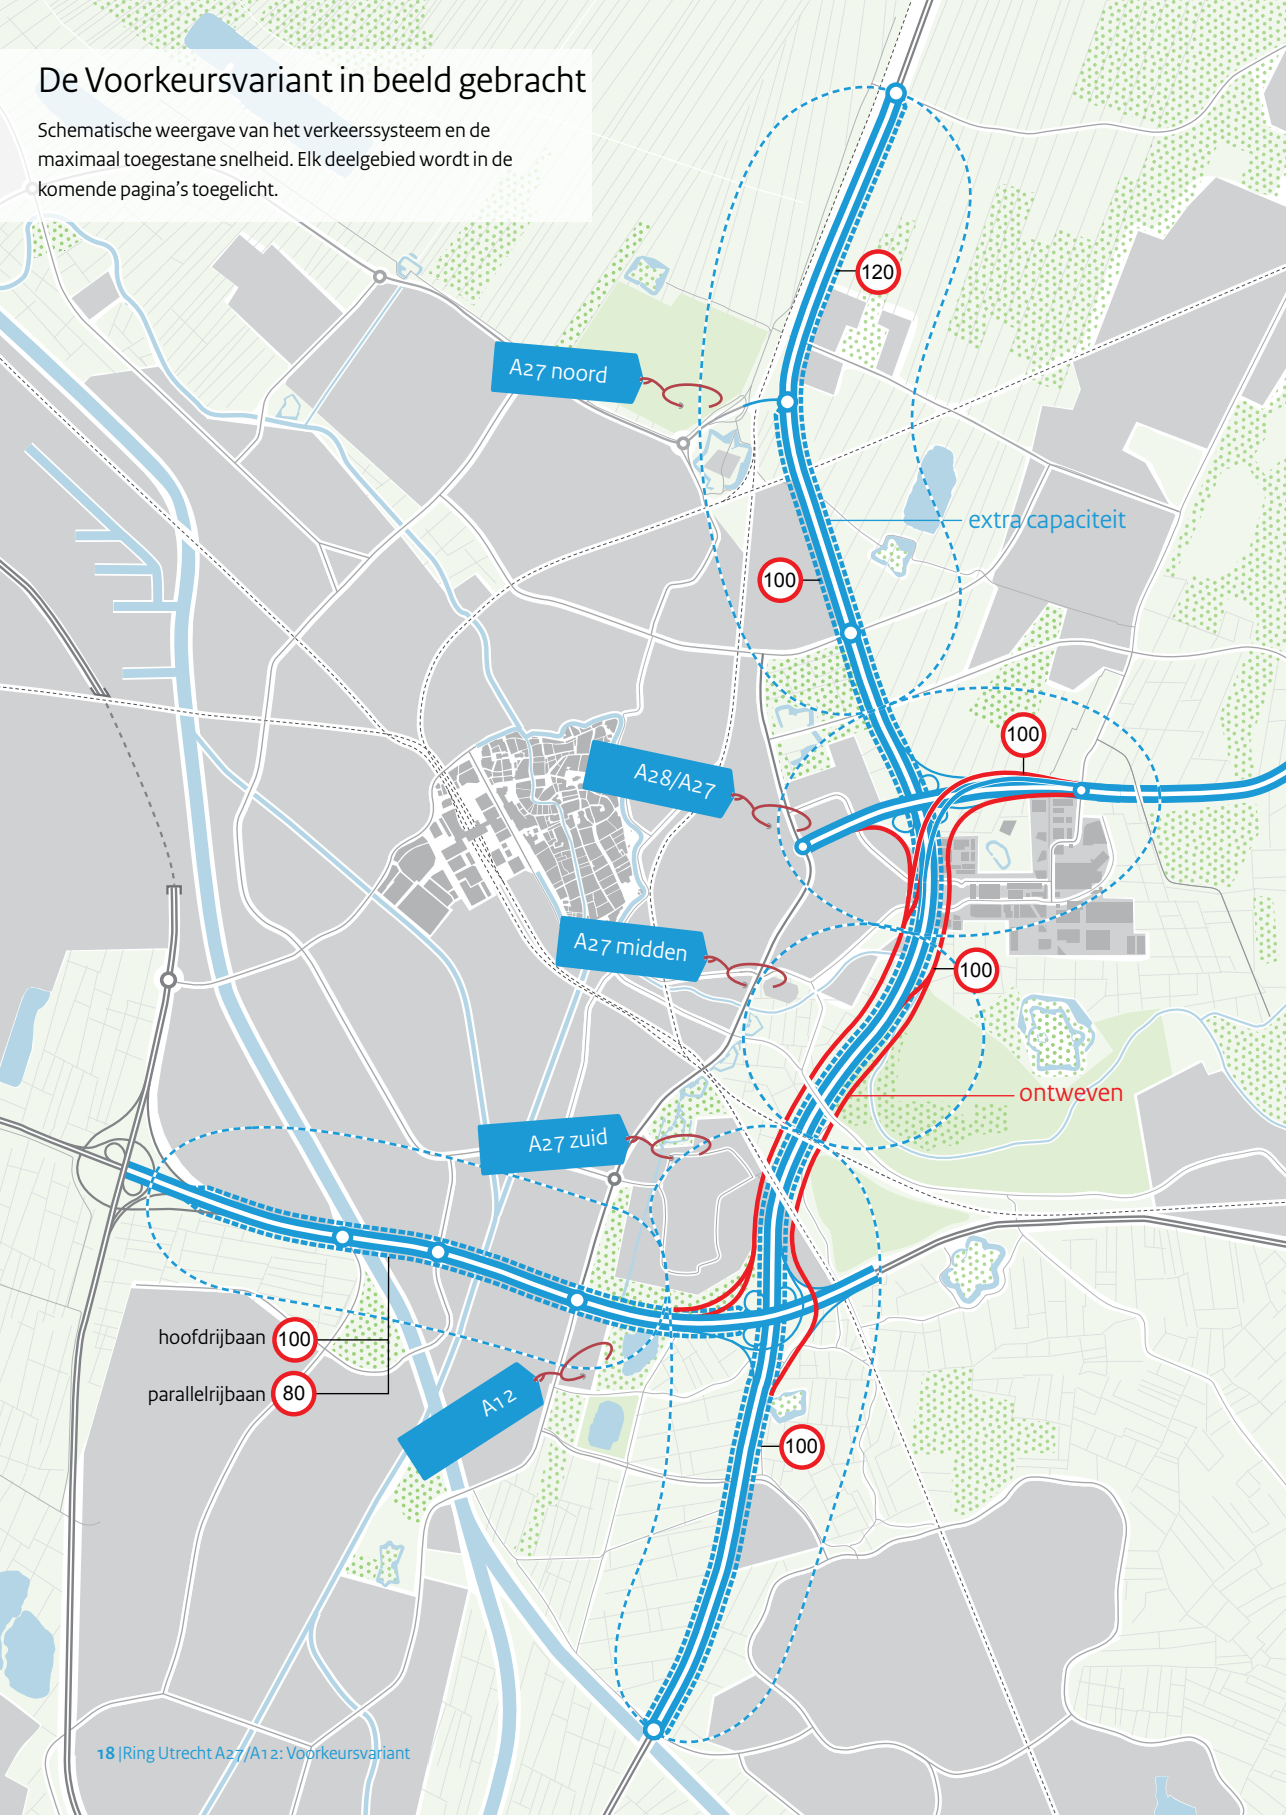 De Voorkeursvariant in beeld gebracht
Schematische weergave van het verkeerssysteem en de
maximaal toegestane snelheid. Elk deelgebied wordt in de
komende pagina's toegelicht.
120
A27 noord
extra capaciteit
100
100
A28/A27
A27 midden
100
ontweven
A27 zuid
hoofdrijbaan 100
parallelrijbaan 80
A12
100
18 |Ring Utrecht A27/A12: Voorkeursvariant